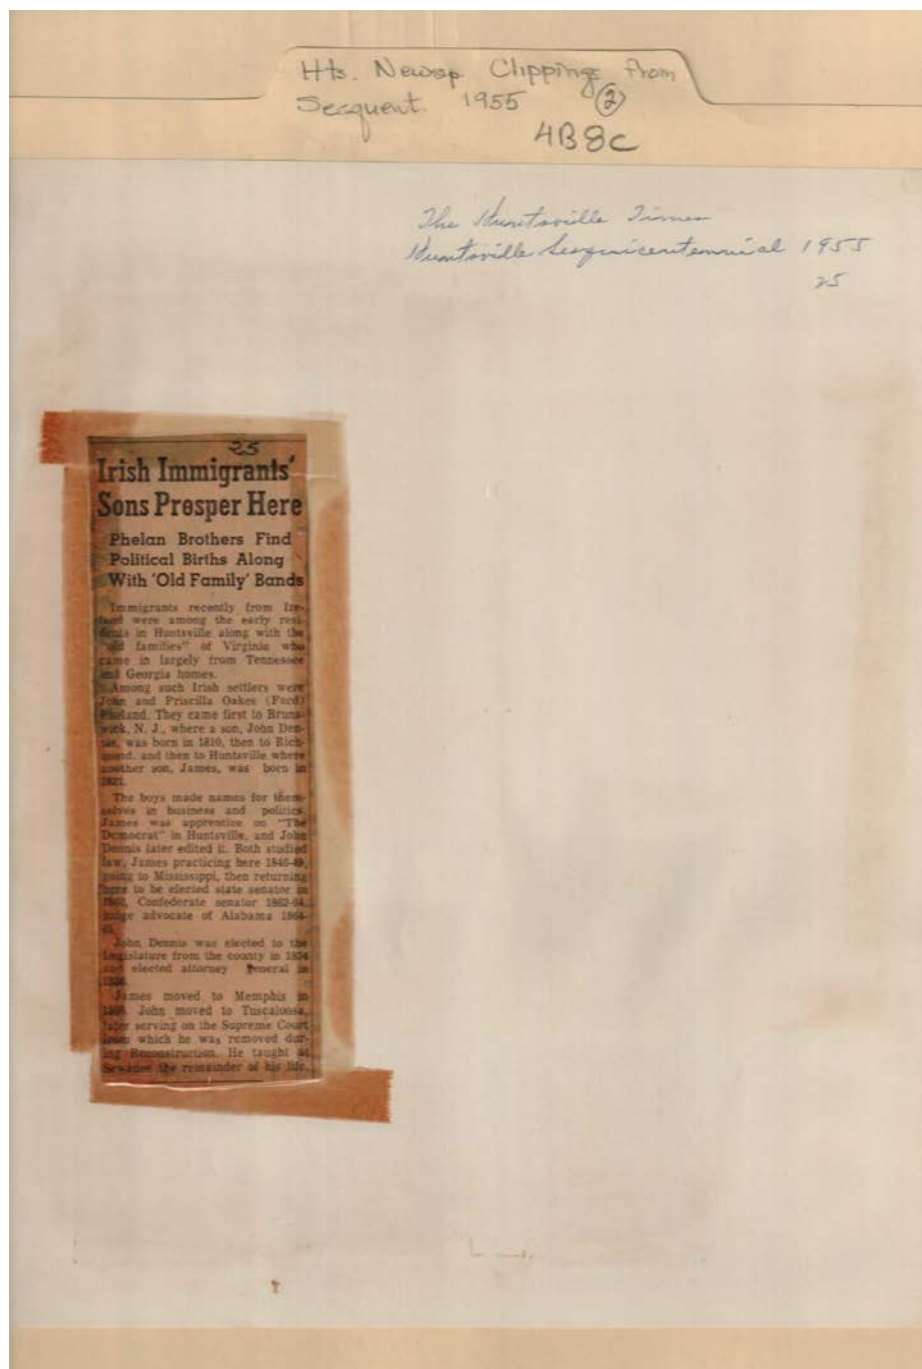 Hts. Newsp. Clippings from
Sesquient. 1955 ②
4B8C
The Huntsville Times
Huntsville Sesquicentennial 1955
25
25
Irish Immigrants'
Sons Prosper Here
Phelan Brothers Find
Political Births Along
With 'Old Family' Bands
Immigrants recently from Ire-
land were among the early resi-
dents in Huntsville along with the
"old families" of Virginia who
came in largely from Tennessee
and Georgia homes.
Among such Irish settlers were
John and Priscilla Oakes (Ford)
Pheland. They came first to Bruns-
wick, N. J., where a son, John Den-
nis, was born in 1810, then to Rich-
mond, and then to Huntsville where
another son, James, was born in
1821.
The boys made names for them-
selves in business and politics.
James was apprentice on "The
Democrat" in Huntsville, and John
Dennis later edited it. Both studied
law; James practicing here 1846-49,
going to Mississippi, then returning
here to be elected state senator in
Confederate senator 1862-64,
judge advocate of Alabama 1864-
John Dennis was elected to the
Legislature from the county in 1834
and elected attorney general in
1836.
James moved to Memphis in
John moved to Tuscaloosa,
later serving on the Supreme Court
from which he was removed dur-
ing Reconstruction. He taught at
Sewanee the remainder of his life.